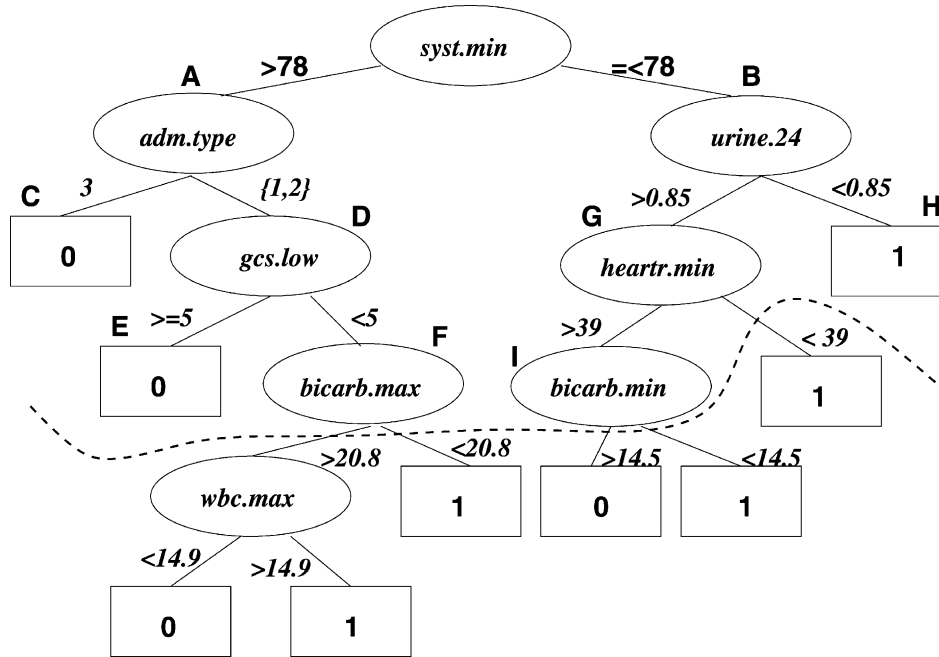 syst.min
>78
=<78
A
B
adm.type
urine.24
C
3
{1,2}
D
>0.85
<0.85
G
H
0
gcs.low
heartr.min
1
E
>=5
<5
F
>39
I
< 39
0
bicarb.max
bicarb.min
1
>20.8
<20.8
>14.5
<14.5
wbc.max
1
0
1
<14.9
>14.9
0
1